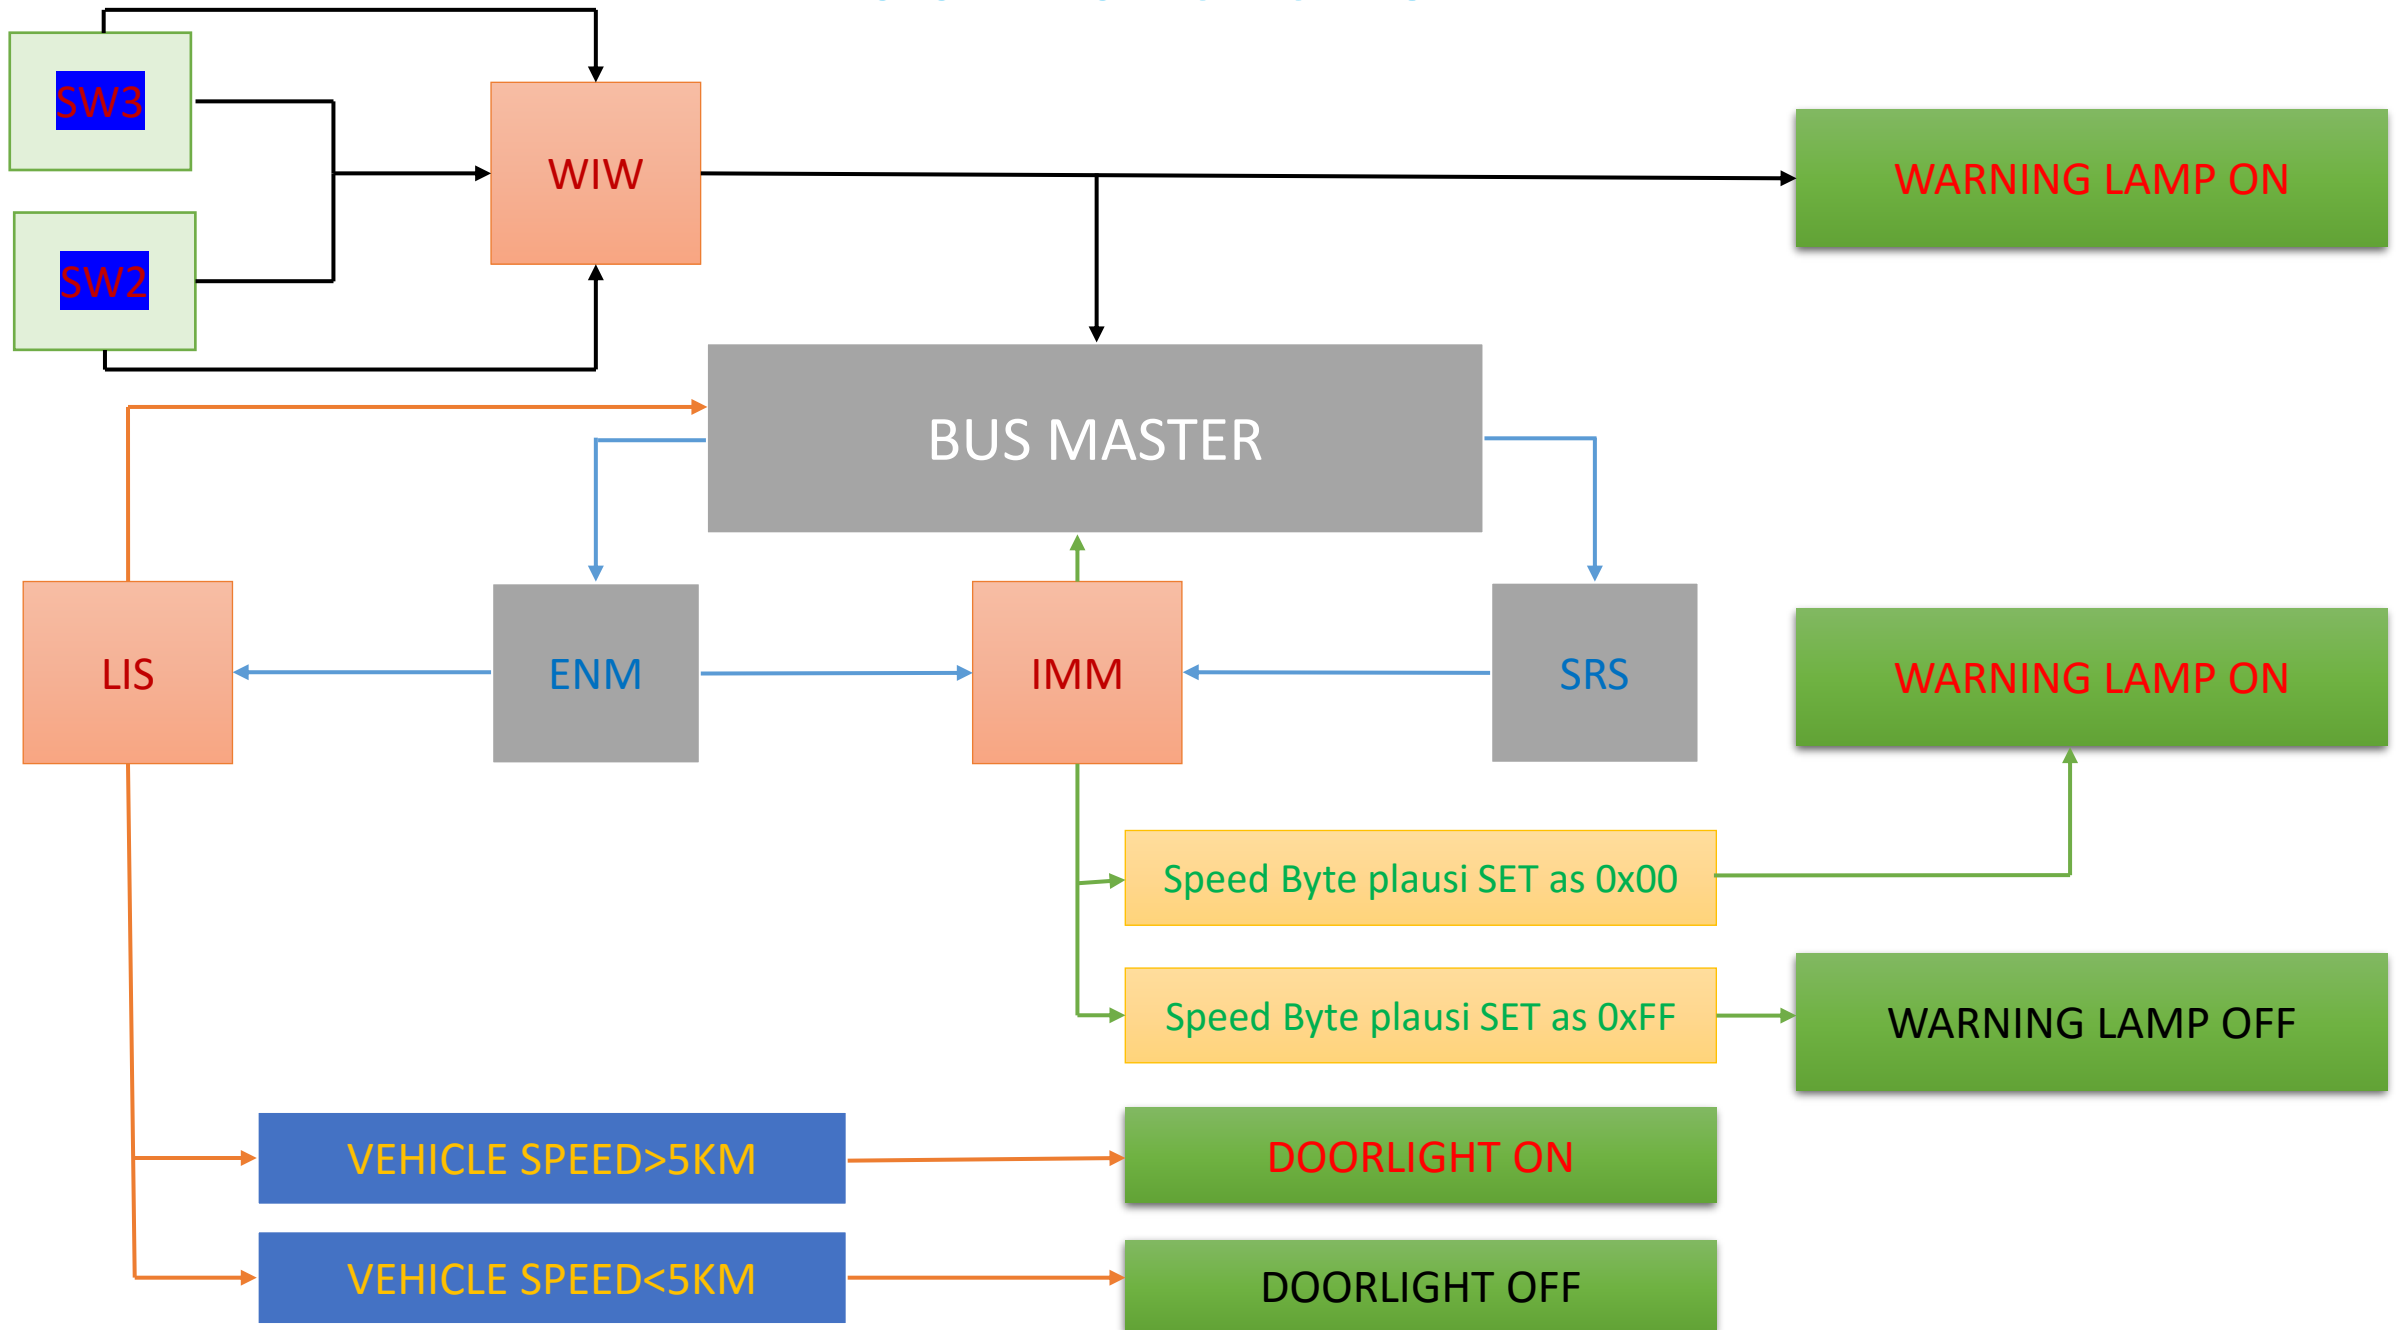 SW3
WIW
WARNING LAMP ON
SW2
BUS MASTER
LIS
ENM
IMM
SRS
WARNING LAMP ON
Speed Byte plausi SET as 0x00
Speed Byte plausi SET as 0xFF
WARNING LAMP OFF
VEHICLE SPEED>5KM
DOORLIGHT ON
VEHICLE SPEED<5KM
DOORLIGHT OFF